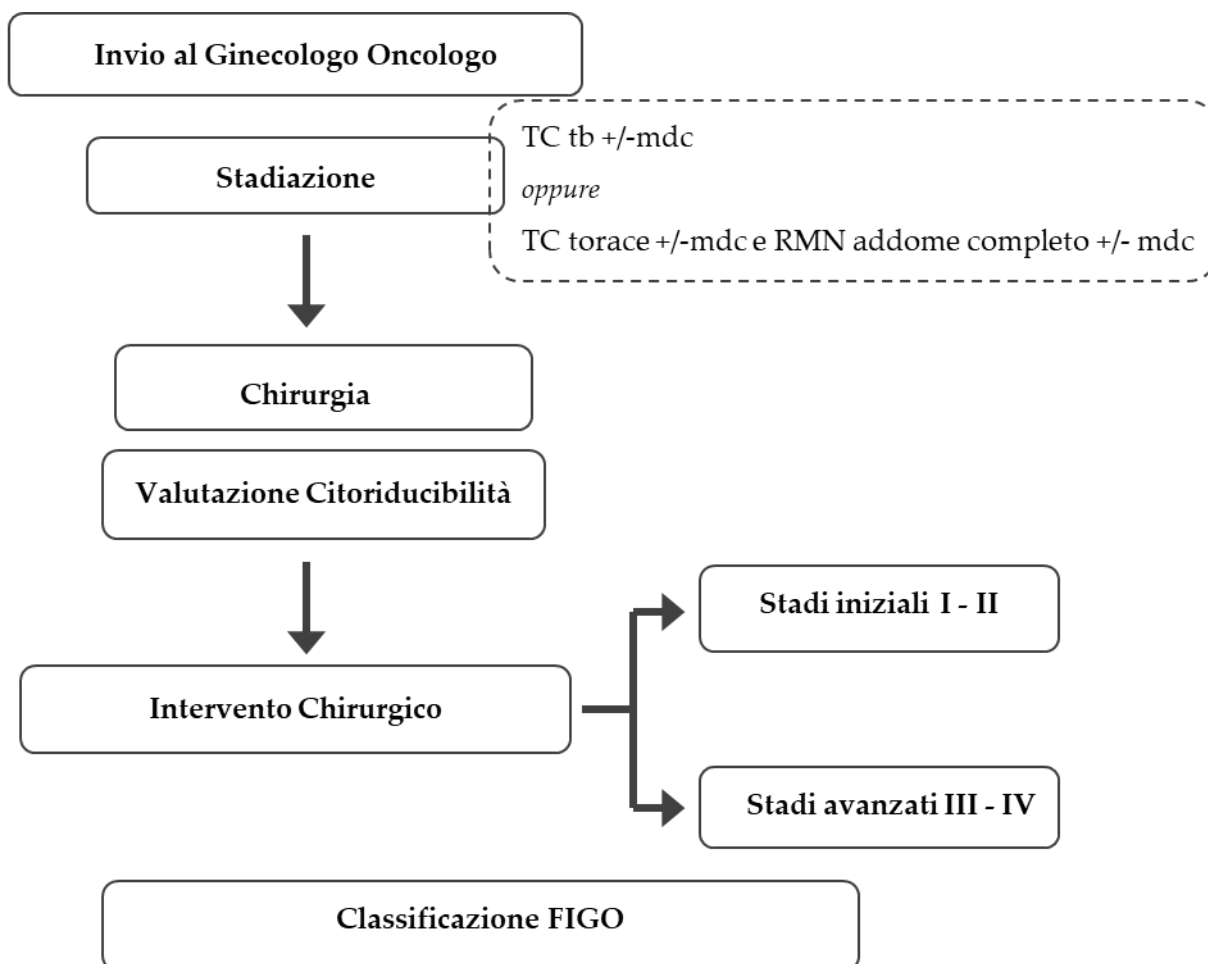 Invio al Ginecologo Oncologo
Stadiazione
TC tb +/-mdc
oppure
TC torace +/-mdc e RMN addome completo +/- mdc
Chirurgia
Valutazione Citoriducibilità
Intervento Chirurgico
Stadi iniziali I - II
Stadi avanzati III - IV
Classificazione FIGO